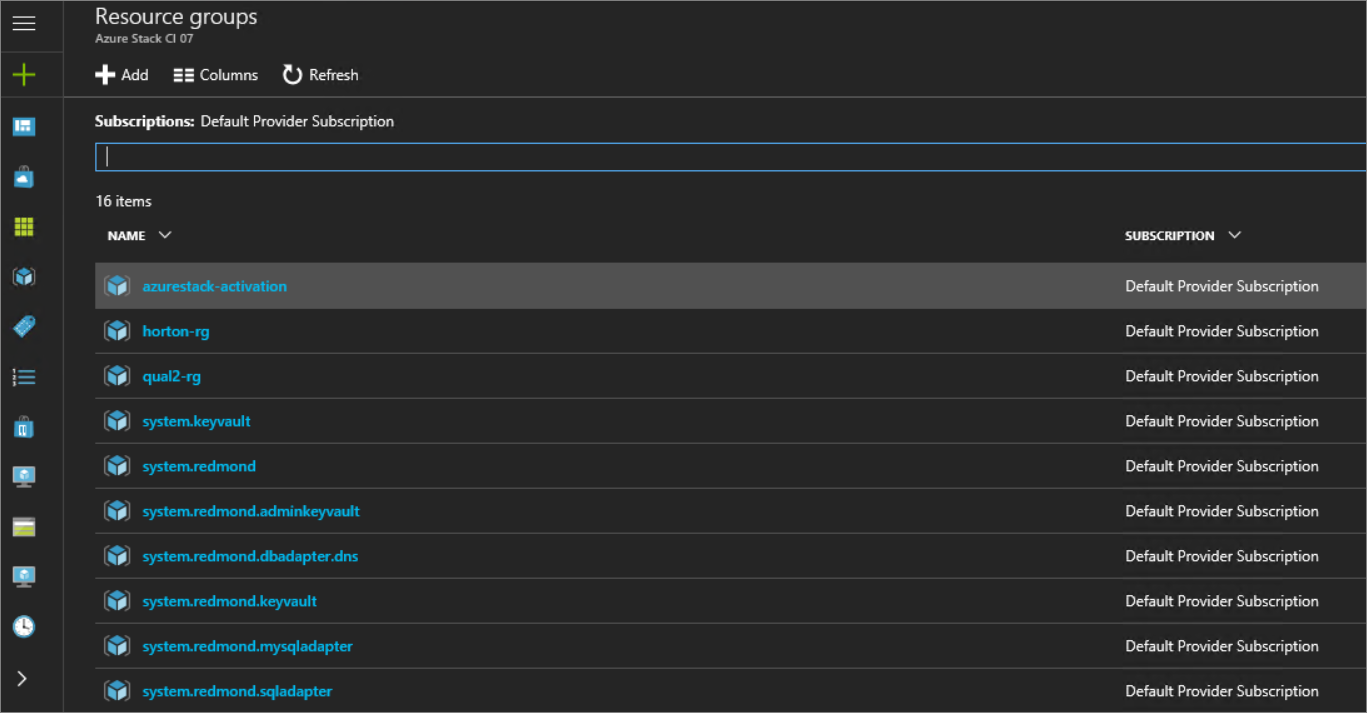 Resource groups
Azure Stack CI 07
Add Columns Refresh
Subscriptions: Default Provider Subscription
16 items
NAME SUBSCRIPTION
azurestack-activation Default Provider Subscription
horton-rg Default Provider Subscription
qual2-rg Default Provider Subscription
system.keyvault Default Provider Subscription
system.redmond Default Provider Subscription
system.redmond.adminkeyvault Default Provider Subscription
system.redmond.dbadapter.dns Default Provider Subscription
system.redmond.keyvault Default Provider Subscription
system.redmond.mysqladapter Default Provider Subscription
system.redmond.sqladapter Default Provider Subscription